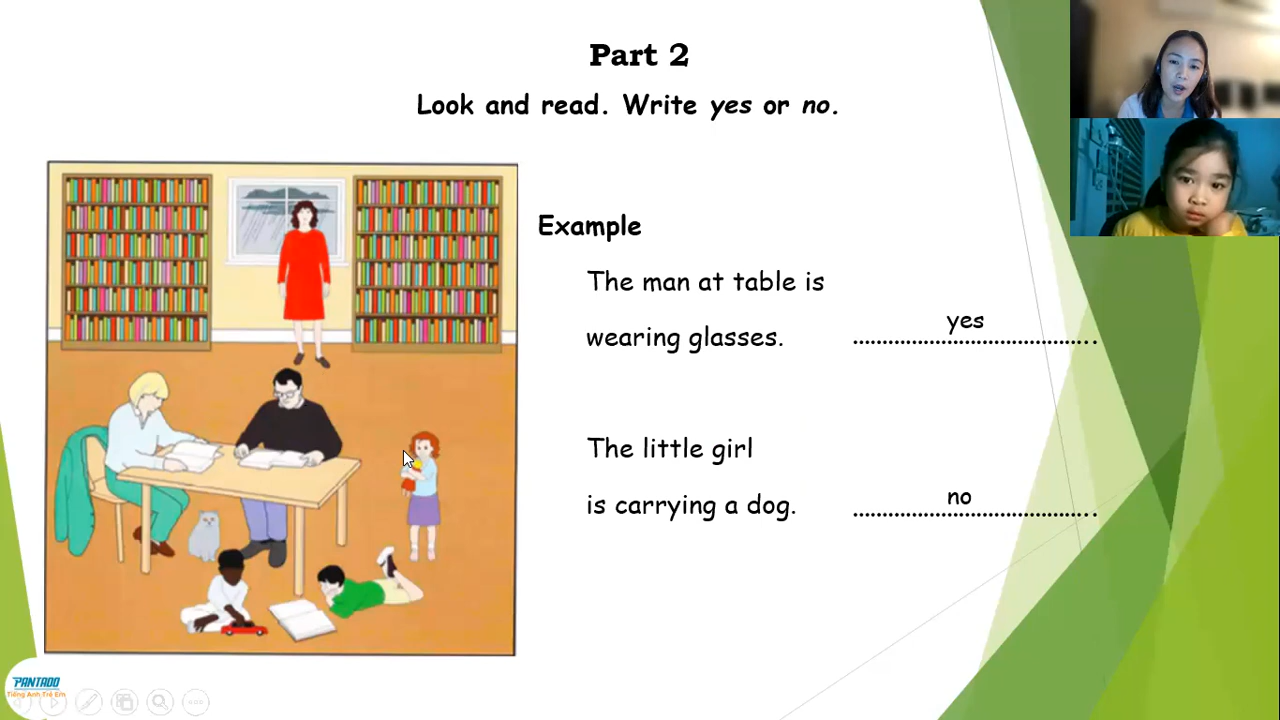 Part 2
Look and read. Write yes or no.
Example
The man at table is
wearing glasses. ........................................ yes
The little girl
is carrying a dog. ........................................ no
PANTADO
Tiếng Anh Trẻ Em